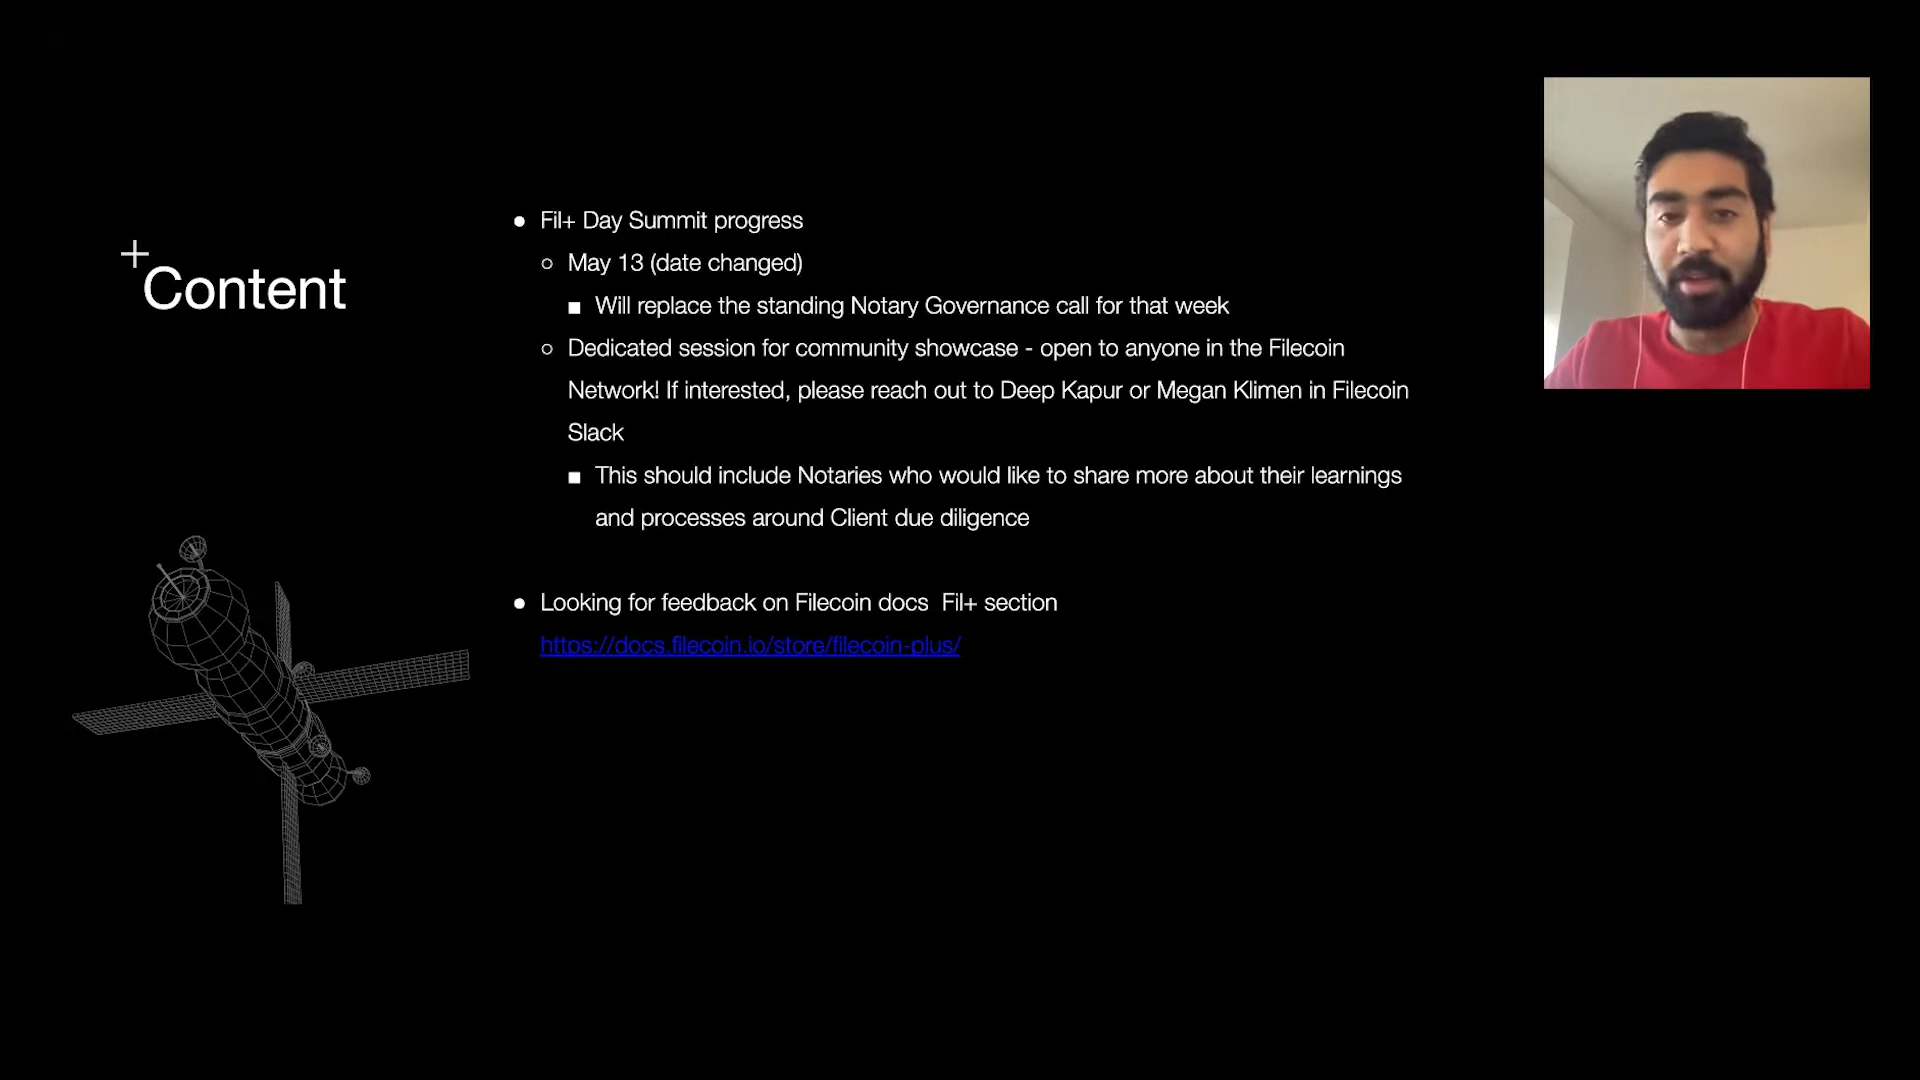 +
Content
● Fil+ Day Summit progress
○ May 13 (date changed)
■ Will replace the standing Notary Governance call for that week
○ Dedicated session for community showcase - open to anyone in the Filecoin
Network! If interested, please reach out to Deep Kapur or Megan Klimen in Filecoin
Slack
■ This should include Notaries who would like to share more about their learnings
and processes around Client due diligence
● Looking for feedback on Filecoin docs  Fil+ section
https://docs.filecoin.io/store/filecoin-plus/